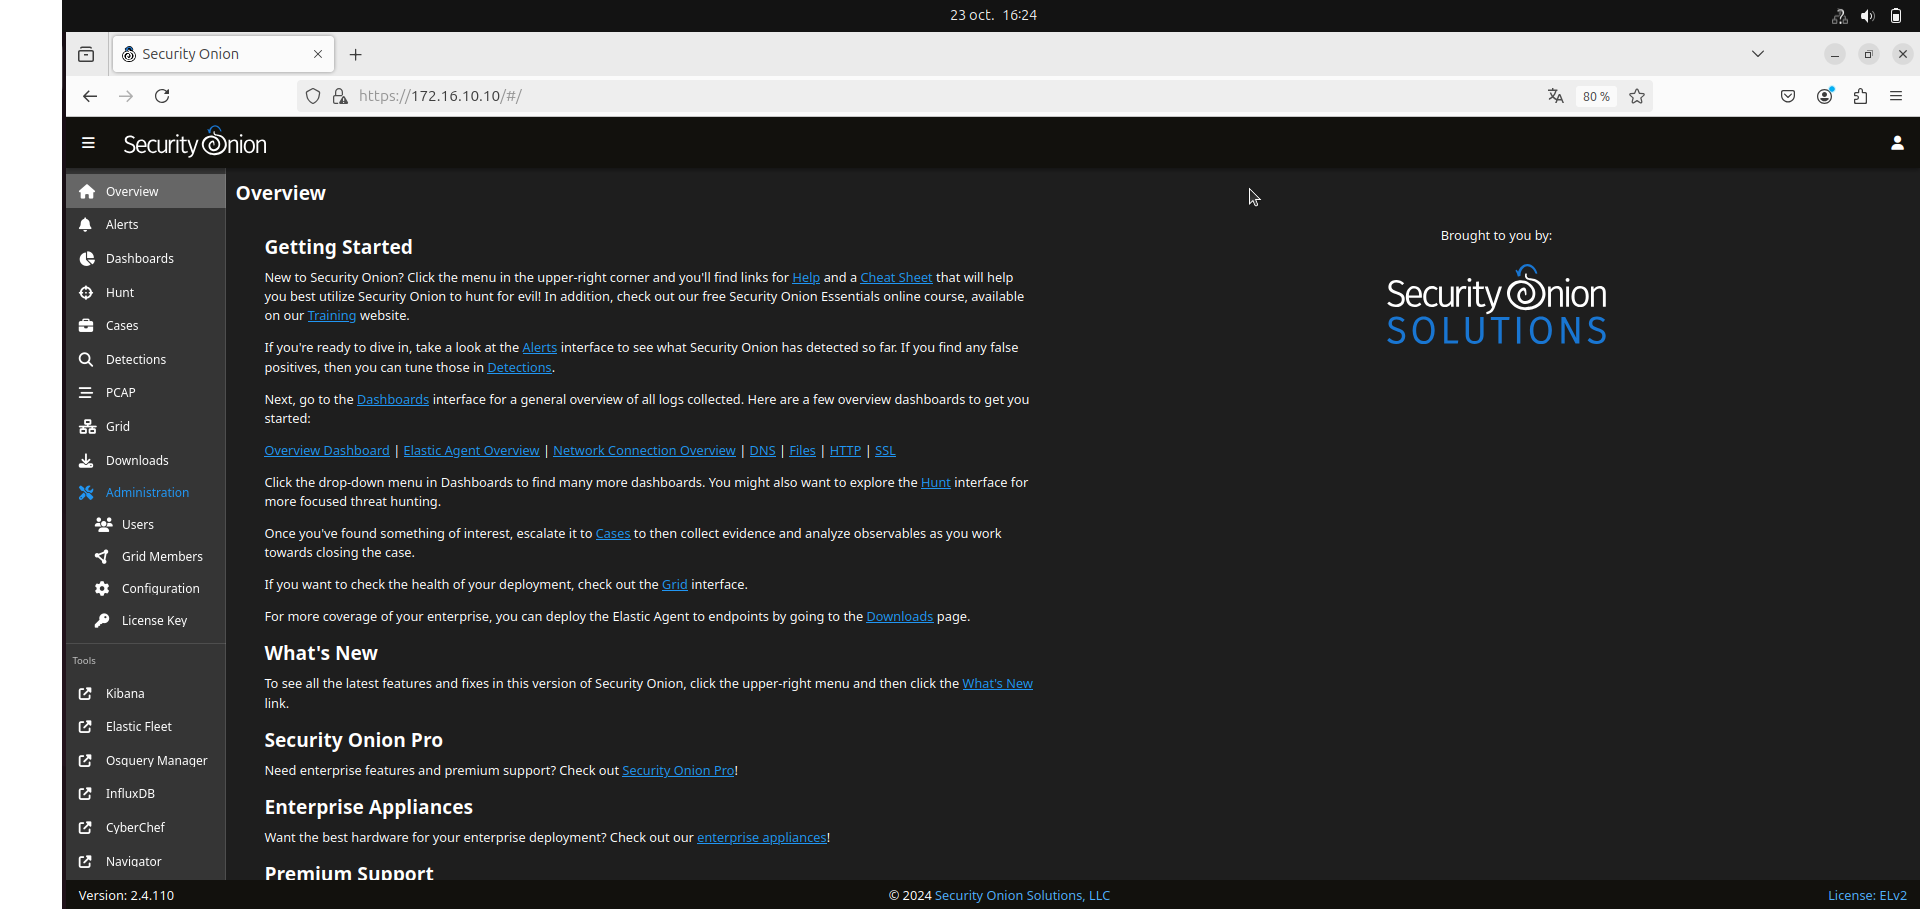 23 oct. 16:24
Security Onion
https://172.16.10.10/#/
80 %
Security Onion
Overview
Alerts
Dashboards
Hunt
Cases
Detections
PCAP
Grid
Downloads
Administration
Users
Grid Members
Configuration
License Key
Tools
Kibana
Elastic Fleet
Osquery Manager
InfluxDB
CyberChef
Navigator
Overview
Getting Started
New to Security Onion? Click the menu in the upper-right corner and you'll find links for Help and a Cheat Sheet that will help
you best utilize Security Onion to hunt for evil! In addition, check out our free Security Onion Essentials online course, available
on our Training website.
If you're ready to dive in, take a look at the Alerts interface to see what Security Onion has detected so far. If you find any false
positives, then you can tune those in Detections.
Next, go to the Dashboards interface for a general overview of all logs collected. Here are a few overview dashboards to get you
started:
Overview Dashboard | Elastic Agent Overview | Network Connection Overview | DNS | Files | HTTP | SSL
Click the drop-down menu in Dashboards to find many more dashboards. You might also want to explore the Hunt interface for
more focused threat hunting.
Once you've found something of interest, escalate it to Cases to then collect evidence and analyze observables as you work
towards closing the case.
If you want to check the health of your deployment, check out the Grid interface.
For more coverage of your enterprise, you can deploy the Elastic Agent to endpoints by going to the Downloads page.
What's New
To see all the latest features and fixes in this version of Security Onion, click the upper-right menu and then click the What's New
link.
Security Onion Pro
Need enterprise features and premium support? Check out Security Onion Pro!
Enterprise Appliances
Want the best hardware for your enterprise deployment? Check out our enterprise appliances!
Premium Support
Brought to you by:
Security Onion
SOLUTIONS
Version: 2.4.110
© 2024 Security Onion Solutions, LLC
License: ELv2